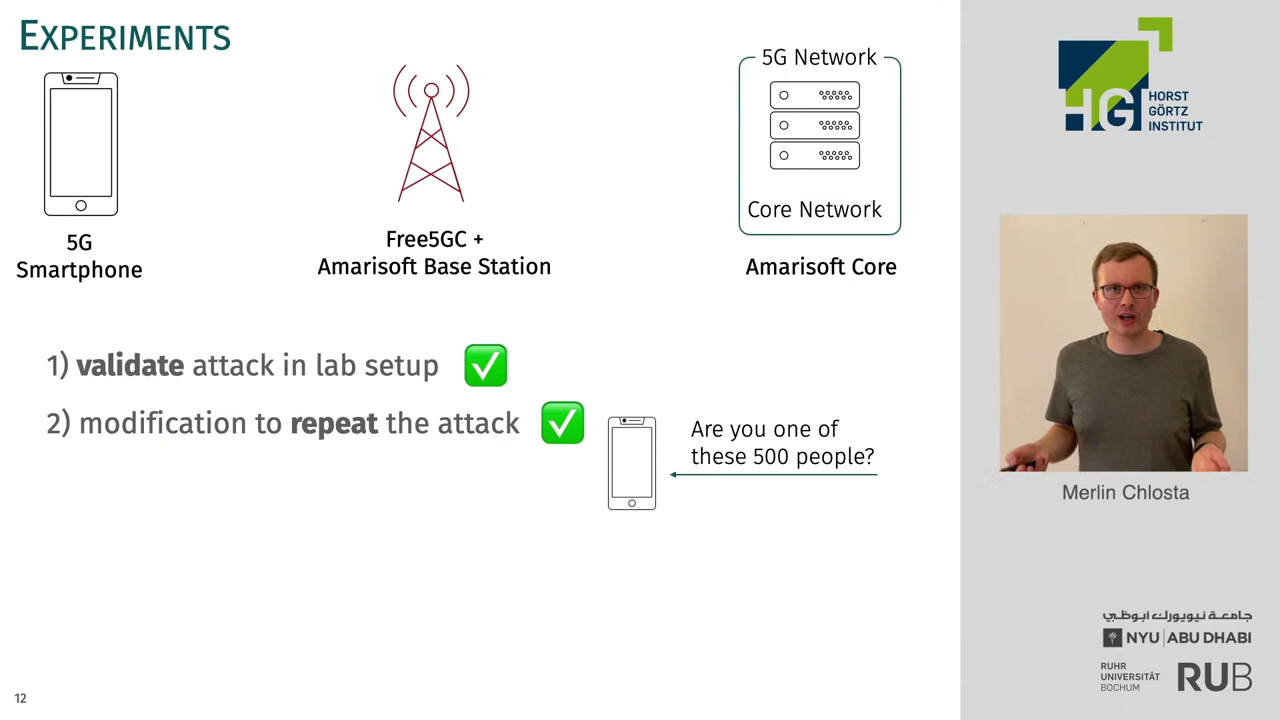 EXPERIMENTS
5G Network
Core Network
5G
Smartphone
Free5GC +
Amarisoft Base Station
Amarisoft Core
1) validate attack in lab setup
2) modification to repeat the attack
Are you one of
these 500 people?
12
HGI
HORST
GÖRTZ
INSTITUT
Merlin Chlosta
جامعة نيويورك أبوظبي
NYU | ABU DHABI
RUHR
UNIVERSITÄT
BOCHUM
RUB